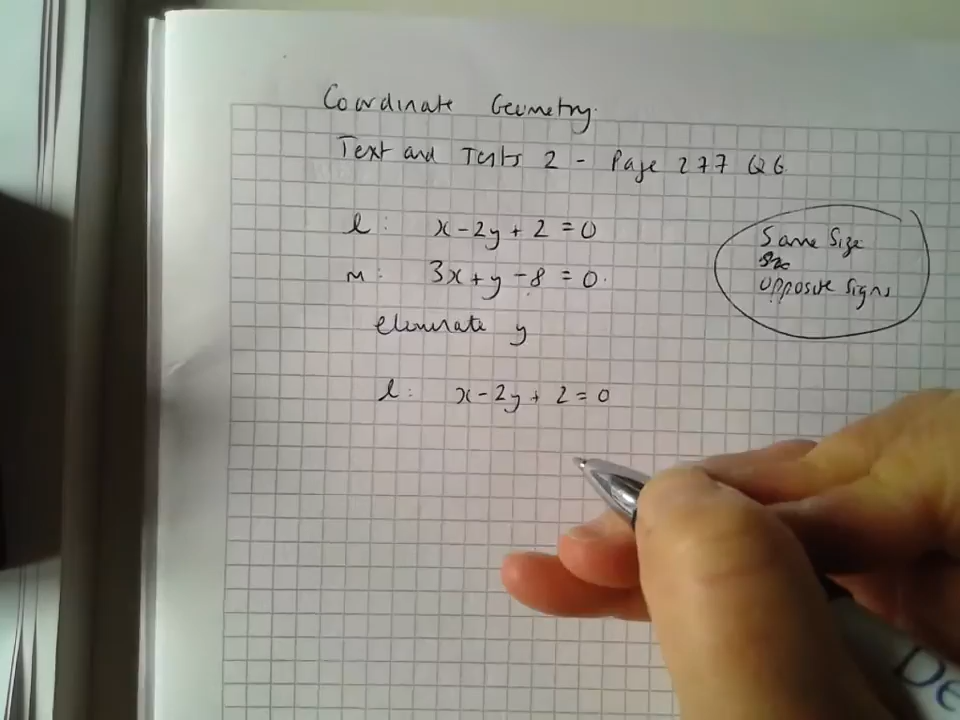 Coordinate Geometry.
Text and Tests 2 - Page 277 Q6.
l: x-2y+2=0
m: 3x+y-8=0.
eliminate y
l: x-2y+2=0
Same Size
opposite signs
De